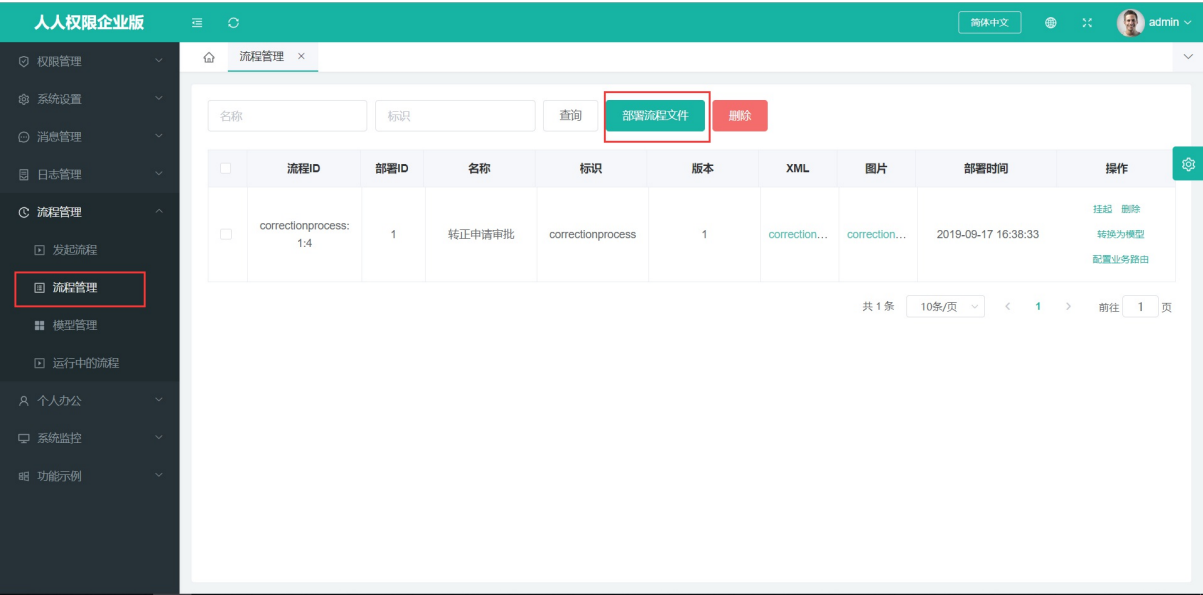 人人权限企业版
简体中文
admin
权限管理
流程管理 ×
系统设置
消息管理
日志管理
流程管理
发起流程
流程管理
模型管理
运行中的流程
个人办公
系统监控
功能示例
名称
标识
查询
部署流程文件
删除
流程ID 部署ID 名称 标识 版本 XML 图片 部署时间 操作
correctionprocess:
1:4
1
转正申请审批
correctionprocess
1
correction...
correction...
2019-09-17 16:38:33
挂起 删除
转换为模型
配置业务路由
共 1 条 10条/页 < 1 > 前往 1 页